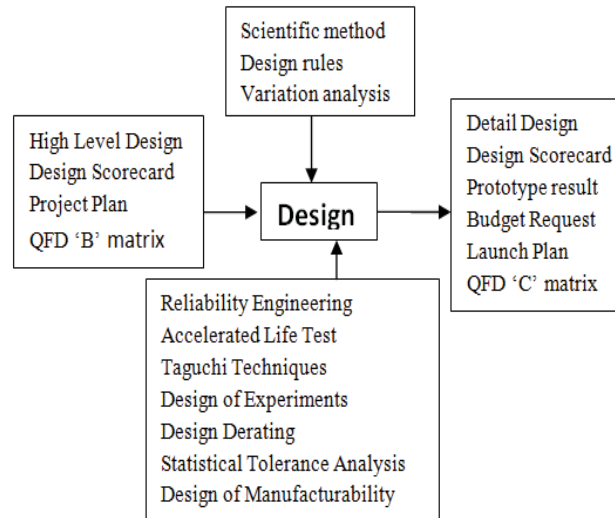 Scientific method
Design rules
Variation analysis
High Level Design
Design Scorecard
Project Plan
QFD ‘B’ matrix
Design
Detail Design
Design Scorecard
Prototype result
Budget Request
Launch Plan
QFD ‘C’ matrix
Reliability Engineering
Accelerated Life Test
Taguchi Techniques
Design of Experiments
Design Derating
Statistical Tolerance Analysis
Design of Manufacturability